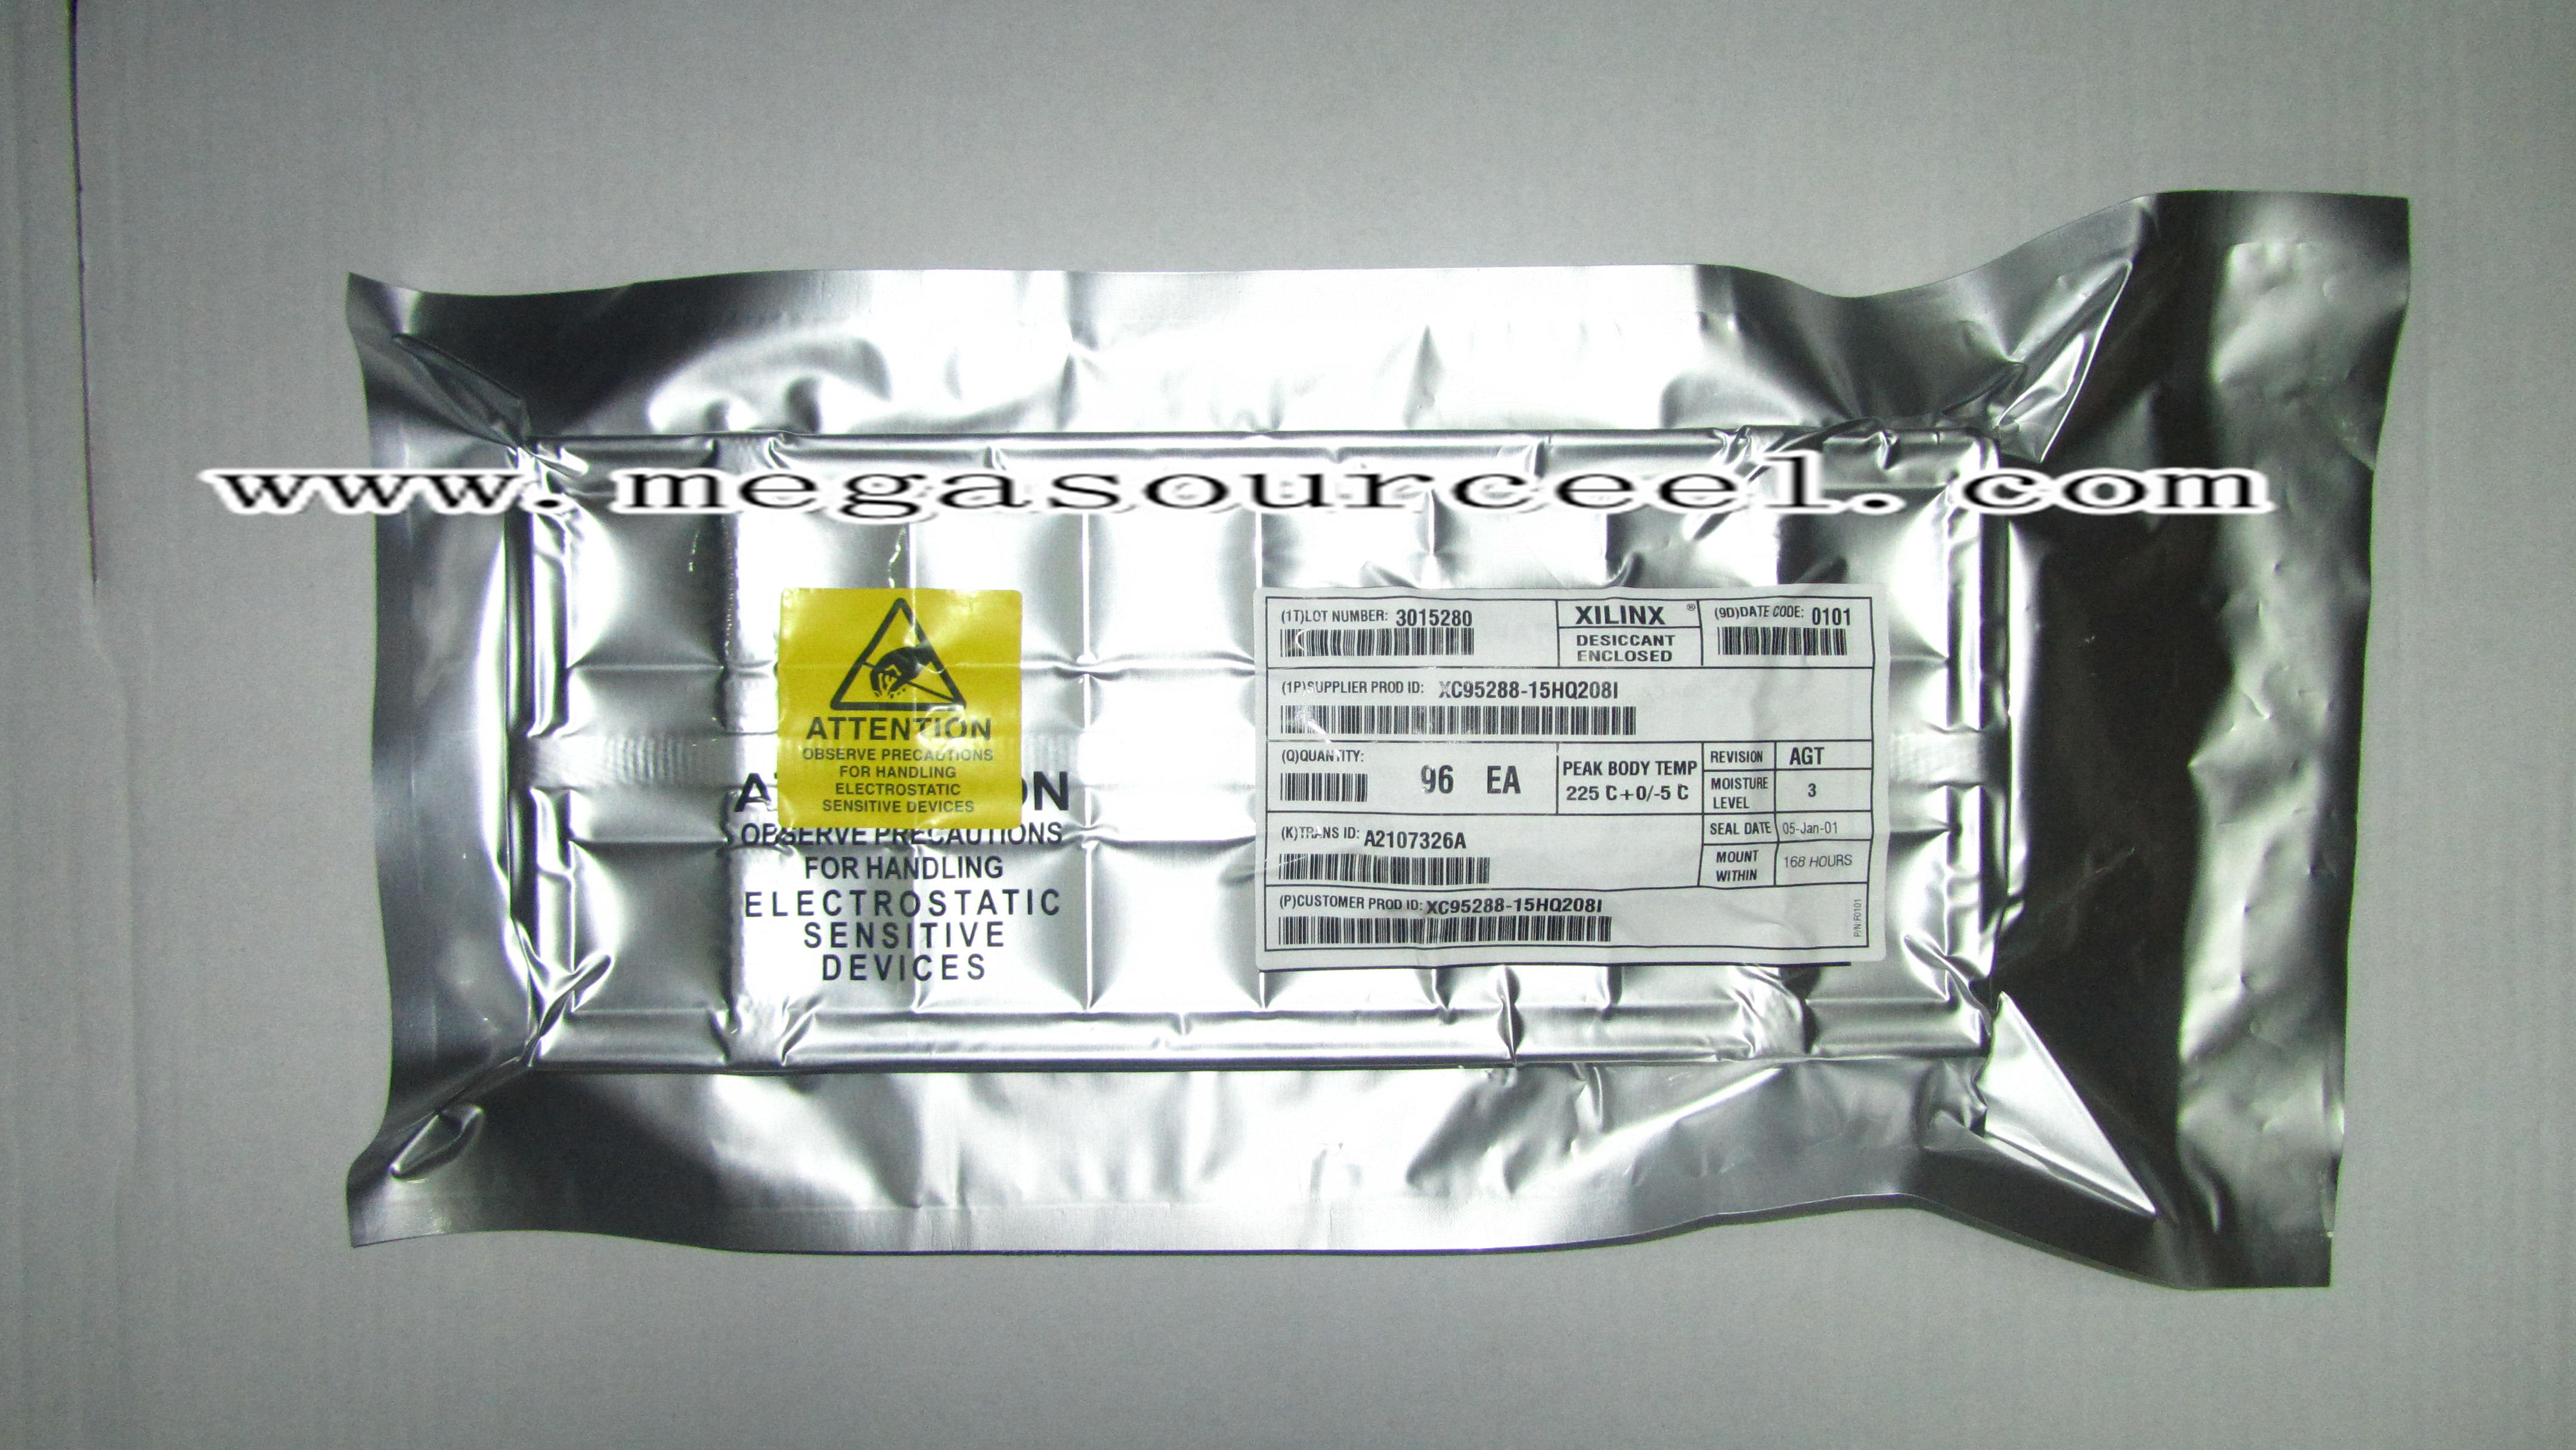 www.megasourceel.com
(1T)LOT NUMBER: 3015280
XILINX ®
DESICCANT
ENCLOSED
(9D)DATE CODE: 0101
(1P)SUPPLIER PROD ID: XC95288-15HQ208I
(Q)QUANTITY:
96 EA
PEAK BODY TEMP
225 C+0/-5 C
REVISION AGT
MOISTURE
LEVEL 3
(K)TRANS ID: A2107326A
SEAL DATE 05-Jan-01
MOUNT
WITHIN 168 HOURS
(P)CUSTOMER PROD ID: XC95288-15HQ208I
P/N:F0101
ATTENTION
OBSERVE PRECAUTIONS
FOR HANDLING
ELECTROSTATIC
SENSITIVE DEVICES
OBSERVE PRECAUTIONS
FOR HANDLING
ELECTROSTATIC
SENSITIVE
DEVICES